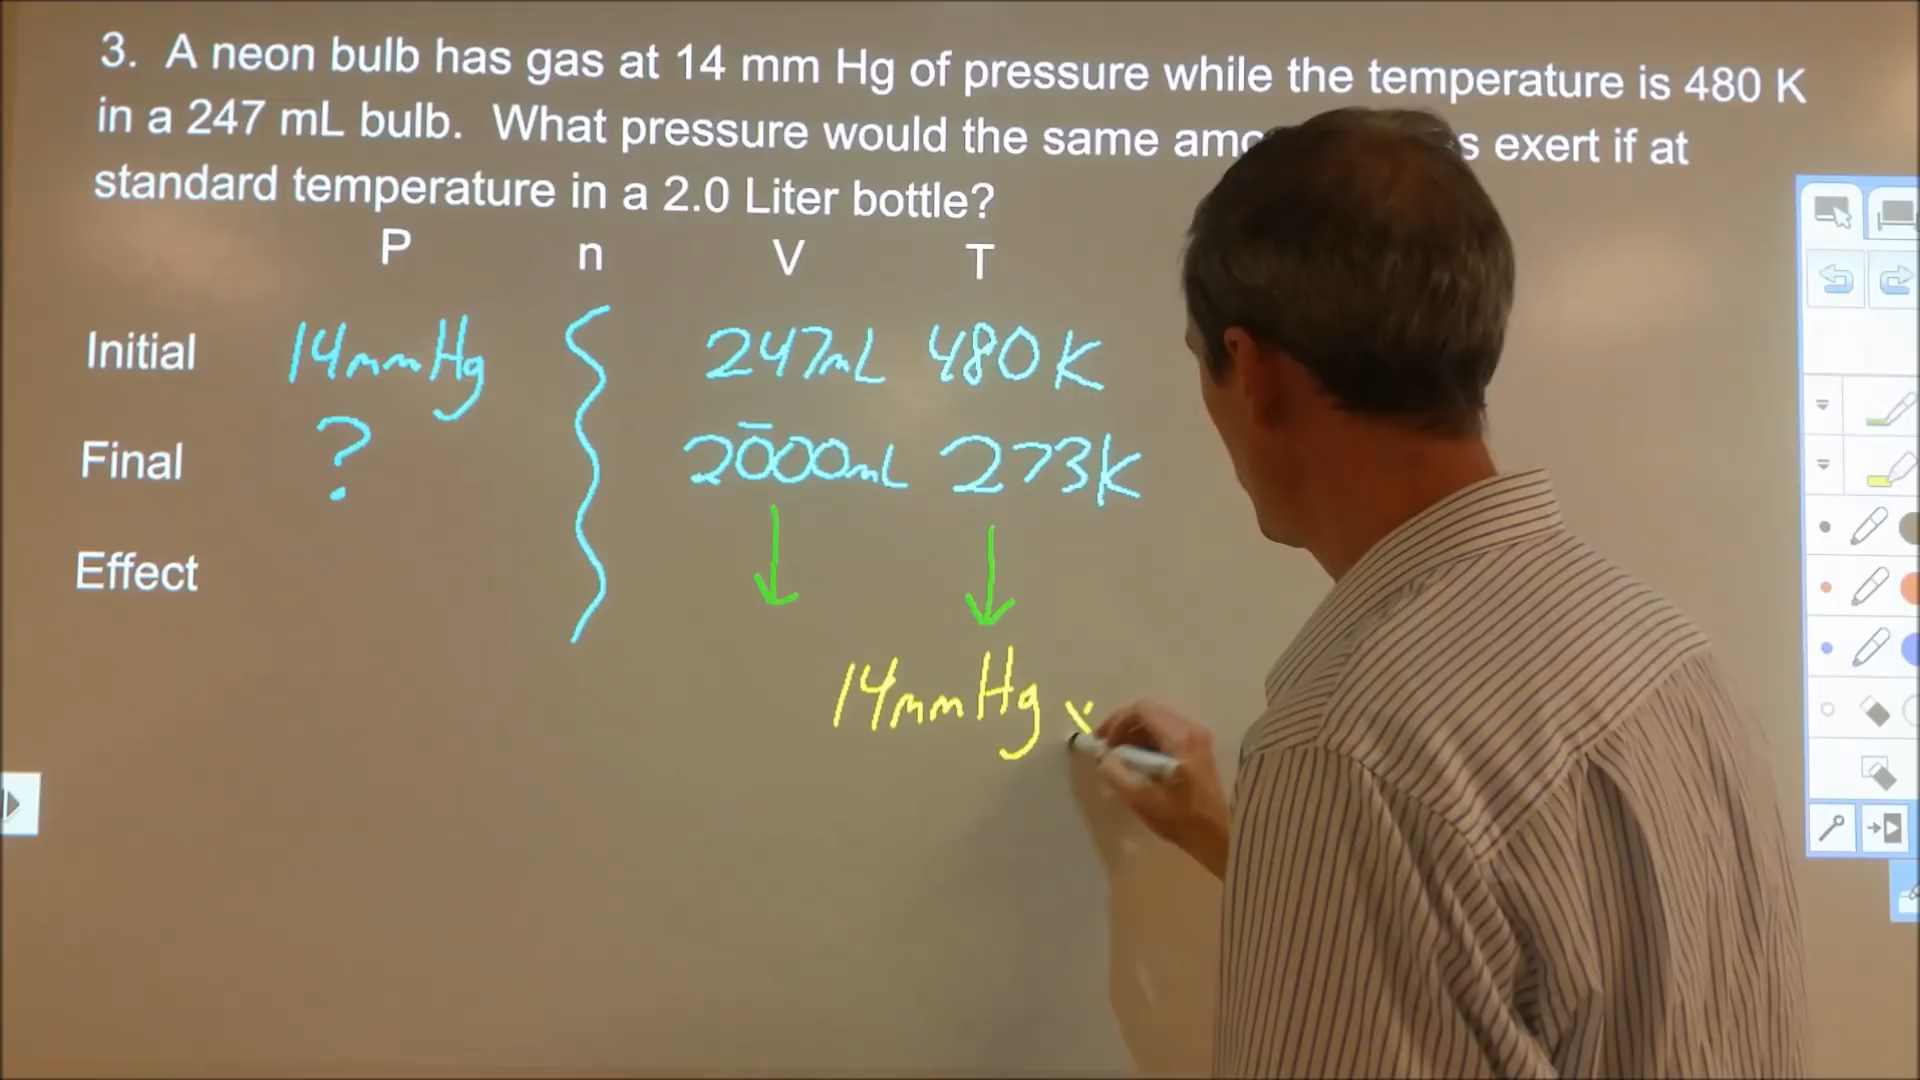 3. A neon bulb has gas at 14 mm Hg of pressure while the temperature is 480 K
in a 247 mL bulb. What pressure would the same exert if at
standard temperature in a 2.0 Liter bottle?
P n V T
Initial 14mmHg 247mL 480K
Final ? 20̄00mL 273K
Effect
14mmHg x